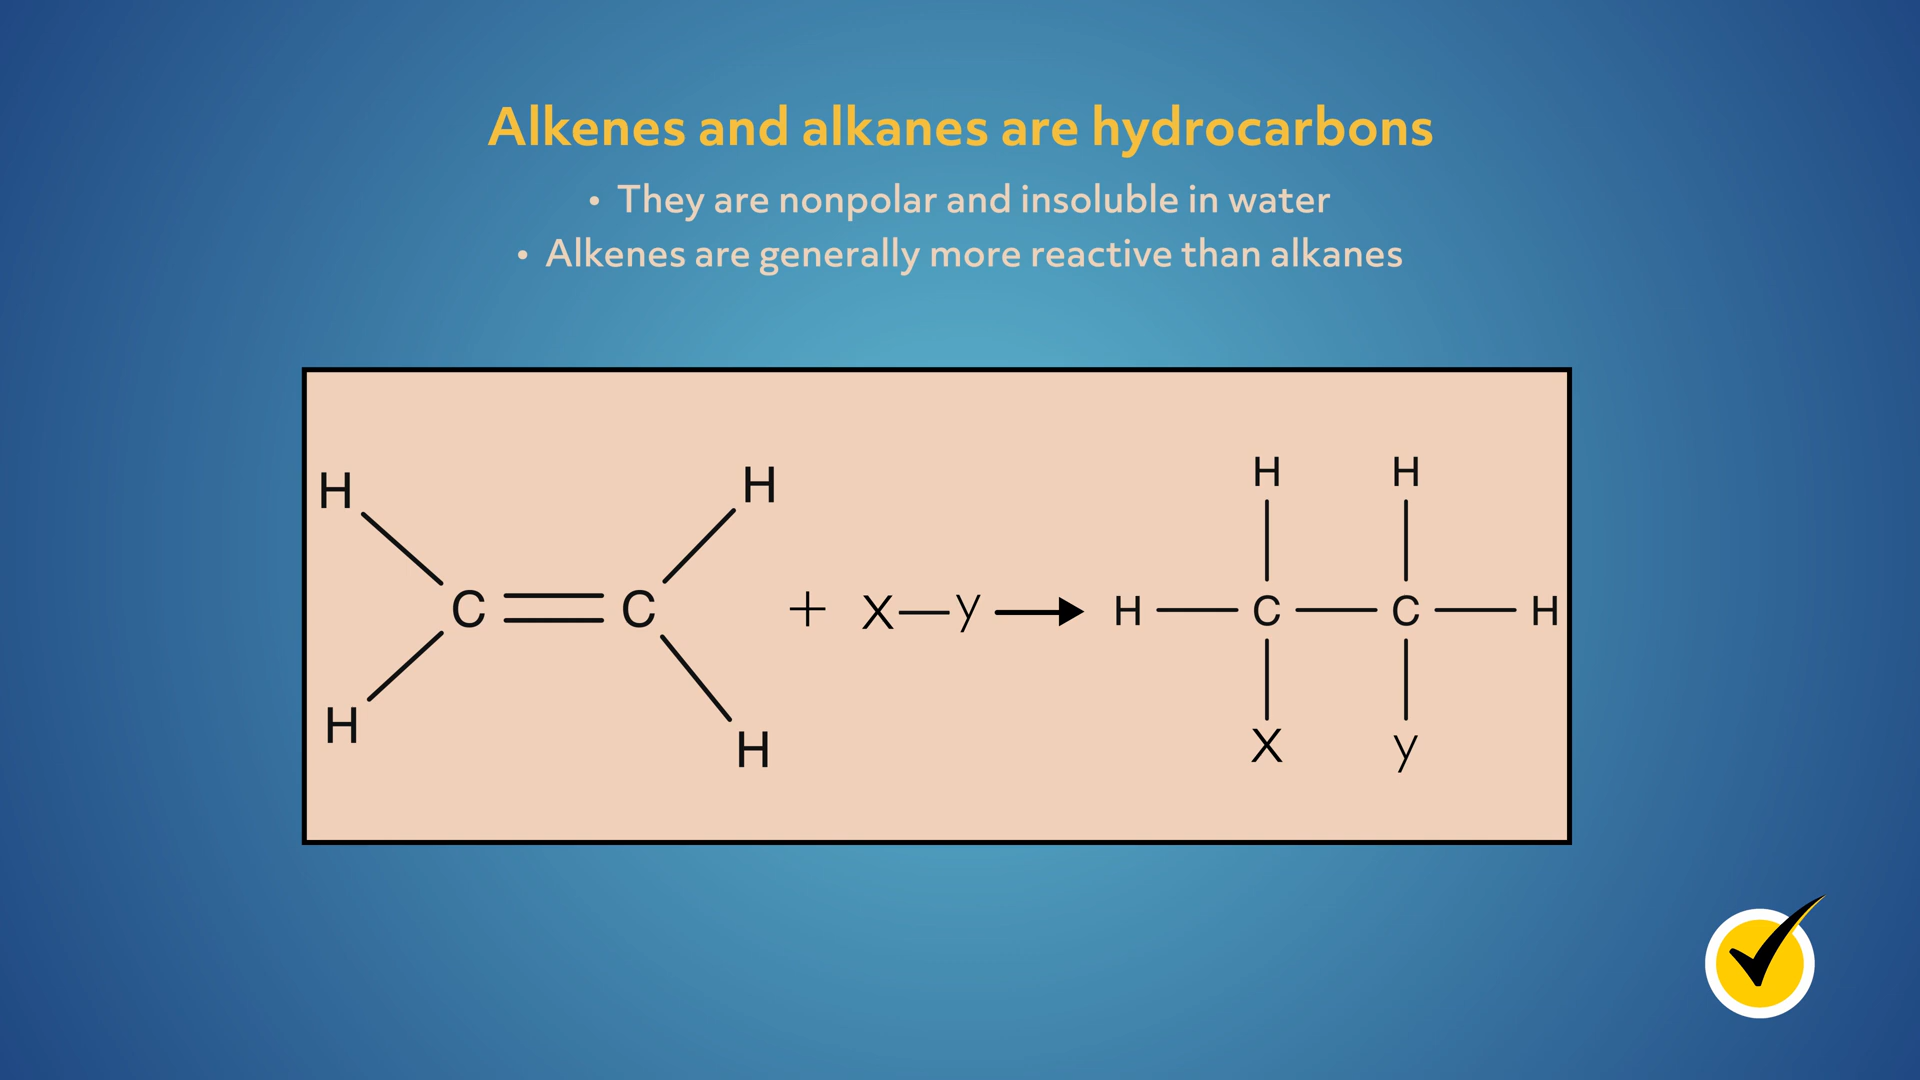 Alkenes and alkanes are hydrocarbons
• They are nonpolar and insoluble in water
• Alkenes are generally more reactive than alkanes
H H H H
C C + X y H C C H
H H X y